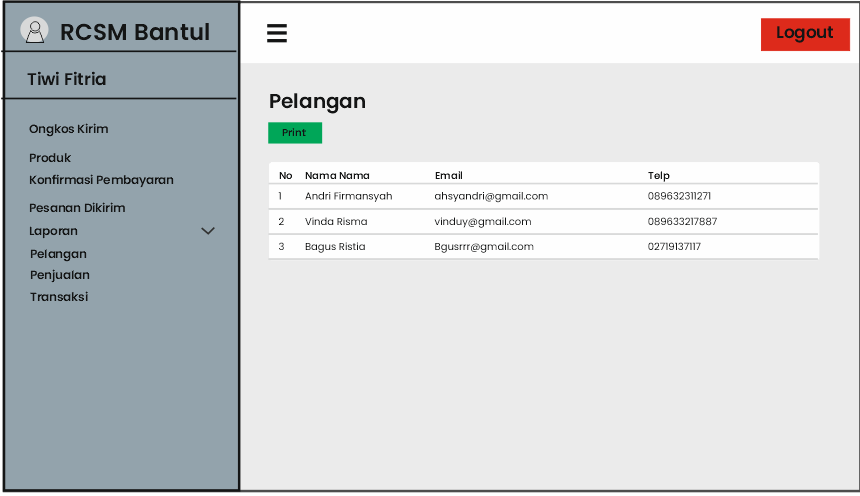 RCSM Bantul
Logout
Tiwi Fitria
Ongkos Kirim
Produk
Konfirmasi Pembayaran
Pesanan Dikirim
Laporan
Pelangan
Penjualan
Transaksi
Pelangan
Print
No Nama Nama Email Telp
1 Andri Firmansyah ahsyandri@gmail.com 089632311271
2 Vinda Risma vinduy@gmail.com 089633217887
3 Bagus Ristia Bgusrrr@gmail.com 02719137117